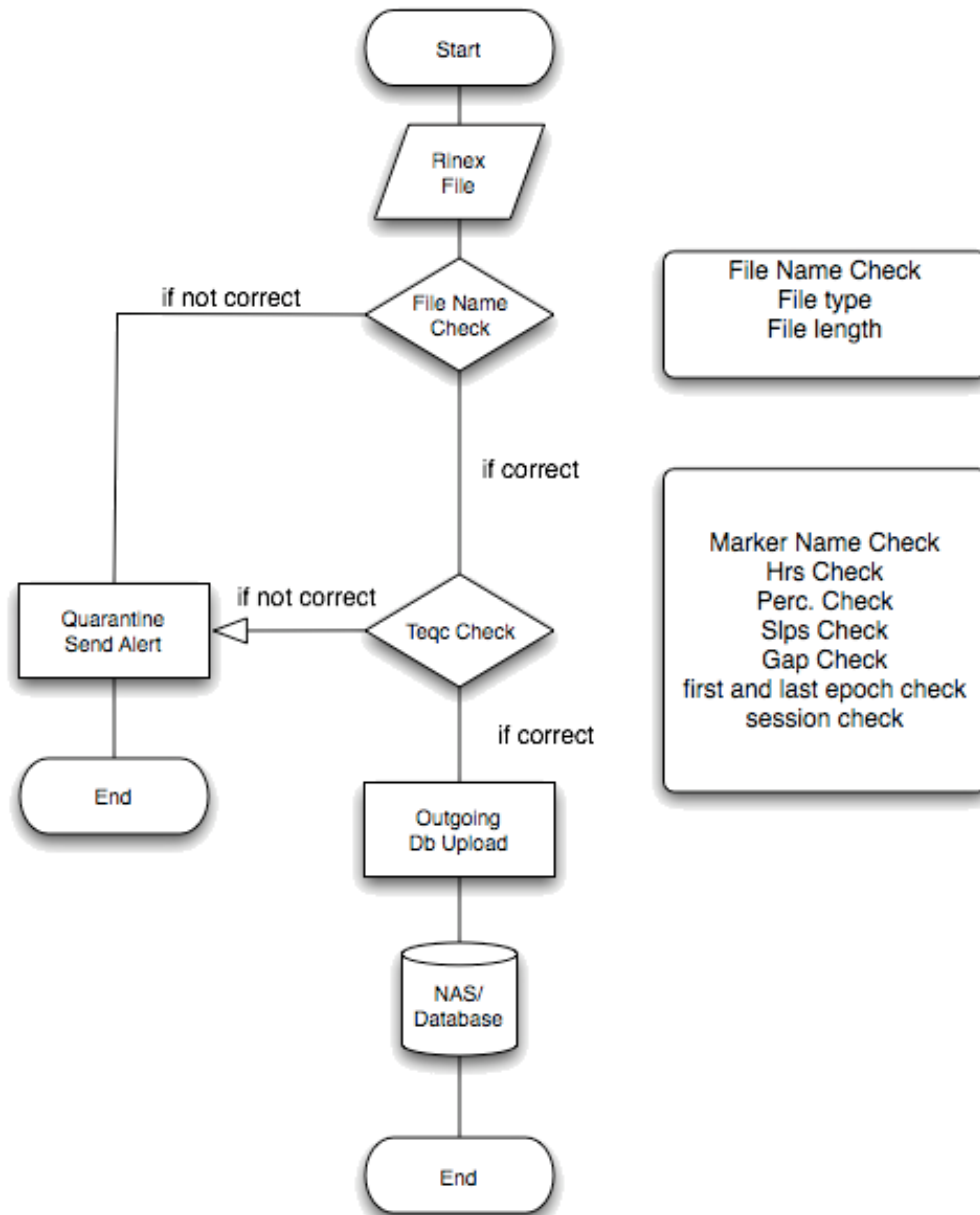 Start
Rinex
File
File Name
Check
if not correct
if correct
File Name Check
File type
File length
Teqc Check
if not correct
Quarantine
Send Alert
End
if correct
Marker Name Check
Hrs Check
Perc. Check
Slps Check
Gap Check
first and last epoch check
session check
Outgoing
Db Upload
NAS/
Database
End